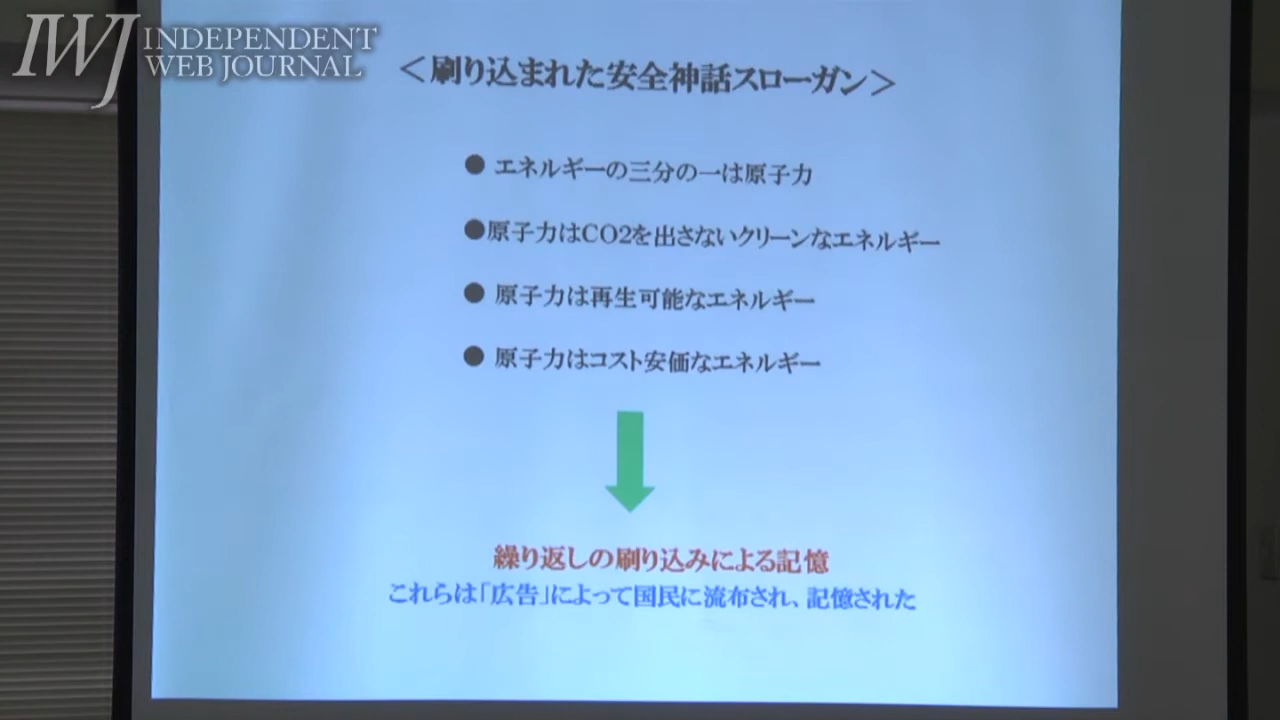 IWJ INDEPENDENT
WEB JOURNAL
＜刷り込まれた安全神話スローガン＞
● エネルギーの三分の一は原子力
●原子力はCO2を出さないクリーンなエネルギー
● 原子力は再生可能なエネルギー
● 原子力はコスト安価なエネルギー
繰り返しの刷り込みによる記憶
これらは「広告」によって国民に流布され、記憶された